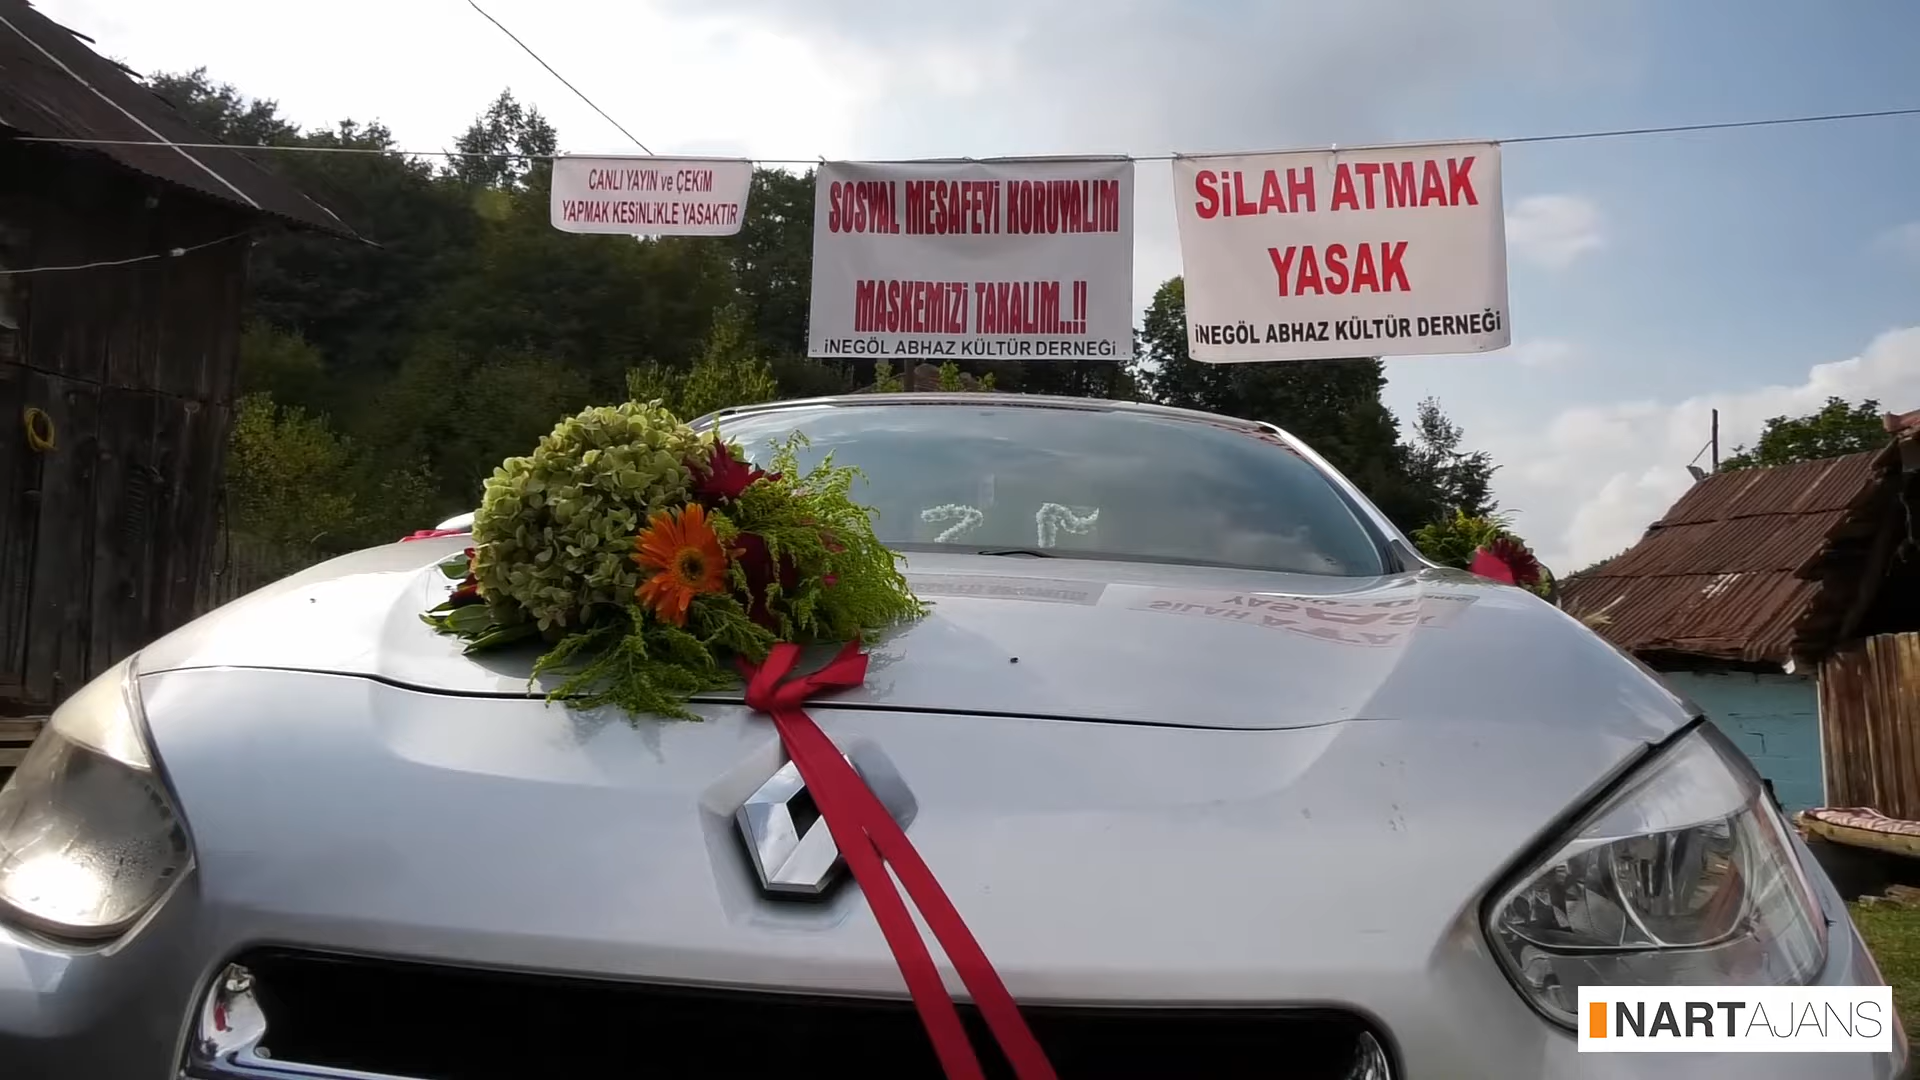 CANLI YAYIN ve ÇEKİM
YAPMAK KESİNLİKLE YASAKTIR
SOSYAL MESAFEYİ KORUYALIM
MASKEMİZİ TAKALIM..!!
İNEGÖL ABHAZ KÜLTÜR DERNEĞİ
SİLAH ATMAK
YASAK
İNEGÖL ABHAZ KÜLTÜR DERNEĞİ
NARTAJANS